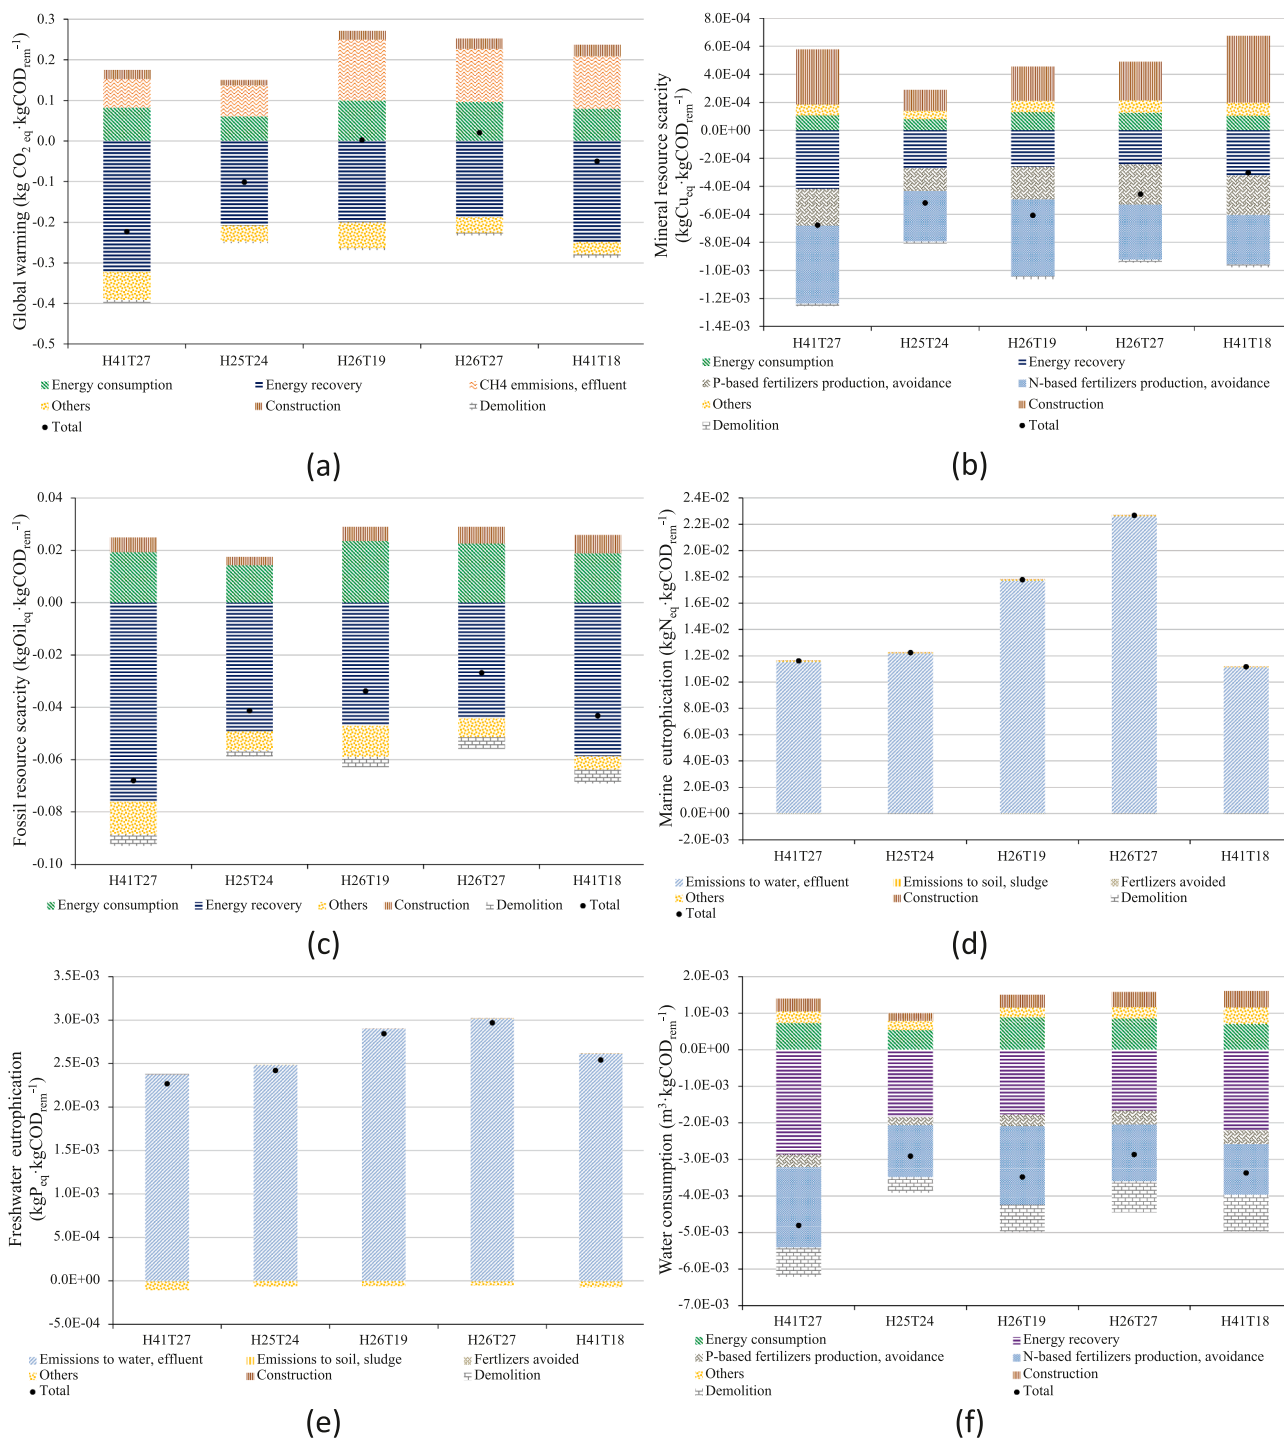 0.3
0.2
0.1
0.0
-0.1
-0.2
-0.3
-0.4
-0.5
Global warming (kg CO2 eq·kgCODrem-1)
H41T27 H25T24 H26T19 H26T27 H41T18
Energy consumption Energy recovery CH4 emmisions, effluent
Others Construction Demolition
Total
(a)
8.0E-04
6.0E-04
4.0E-04
2.0E-04
0.0E+00
-2.0E-04
-4.0E-04
-6.0E-04
-8.0E-04
-1.0E-03
-1.2E-03
-1.4E-03
Mineral resource scarcity
(kgCueq·kgCODrem-1)
H41T27 H25T24 H26T19 H26T27 H41T18
Energy consumption Energy recovery
P-based fertilizers production, avoidance N-based fertilizers production, avoidance
Others Construction
Demolition Total
(b)
0.04
0.02
0.00
-0.02
-0.04
-0.06
-0.08
-0.10
Fossil resource scarcity (kgOileq·kgCODrem-1)
H41T27 H25T24 H26T19 H26T27 H41T18
Energy consumption Energy recovery Others Construction Demolition Total
(c)
2.4E-02
2.2E-02
2.0E-02
1.8E-02
1.6E-02
1.4E-02
1.2E-02
1.0E-02
8.0E-03
6.0E-03
4.0E-03
2.0E-03
0.0E+00
-2.0E-03
Marine eutrophication (kgNeq·kgCODrem-1)
H41T27 H25T24 H26T19 H26T27 H41T18
Emissions to water, effluent Emissions to soil, sludge Fertlizers avoided
Others Construction Demolition
Total
(d)
3.5E-03
3.0E-03
2.5E-03
2.0E-03
1.5E-03
1.0E-03
5.0E-04
0.0E+00
-5.0E-04
Freshwater eutrophication
(kgPeq·kgCODrem-1)
H41T27 H25T24 H26T19 H26T27 H41T18
Emissions to water, effluent Emissions to soil, sludge Fertlizers avoided
Others Construction Demolition
Total
(e)
2.0E-03
1.0E-03
0.0E+00
-1.0E-03
-2.0E-03
-3.0E-03
-4.0E-03
-5.0E-03
-6.0E-03
-7.0E-03
Water consumption (m3·kgCODrem-1)
H41T27 H25T24 H26T19 H26T27 H41T18
Energy consumption Energy recovery
P-based fertilizers production, avoidance N-based fertilizers production, avoidance
Others Construction
Demolition Total
(f)